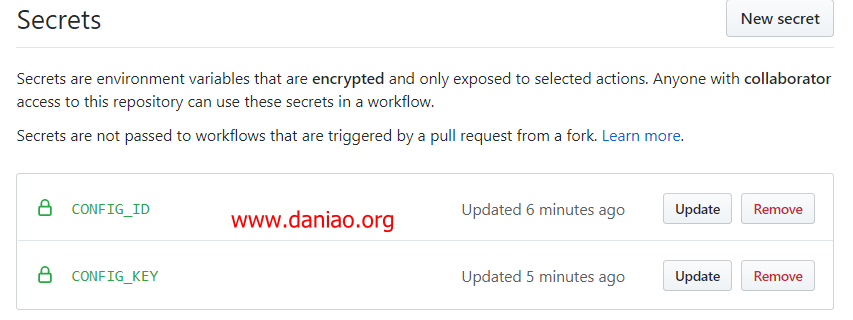 Secrets
New secret
Secrets are environment variables that are encrypted and only exposed to selected actions. Anyone with collaborator
access to this repository can use these secrets in a workflow.
Secrets are not passed to workflows that are triggered by a pull request from a fork. Learn more.
CONFIG_ID
www.daniao.org
Updated 6 minutes ago
Update
Remove
CONFIG_KEY
Updated 5 minutes ago
Update
Remove